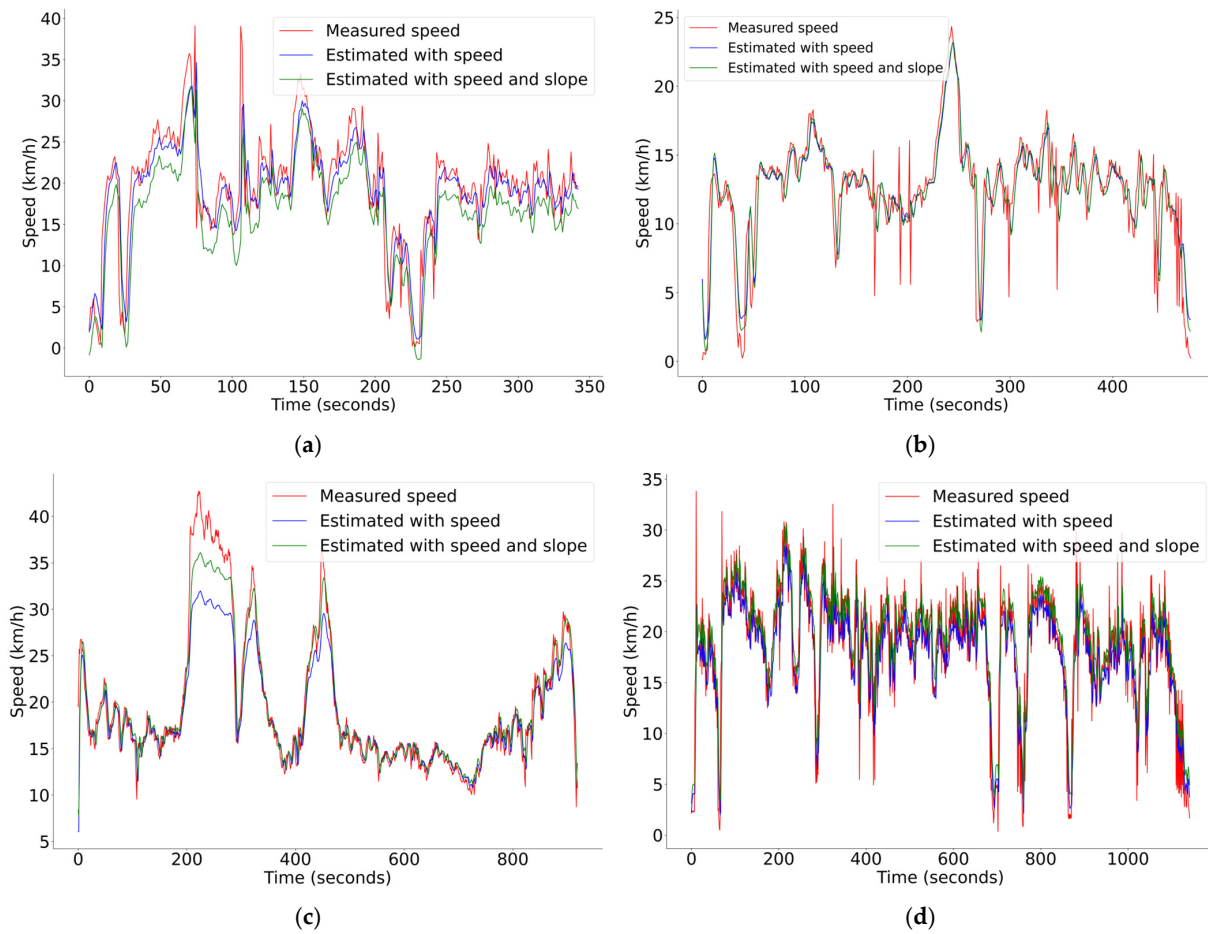 40
35
30
25
20
15
10
5
0
Speed (km/h)
Measured speed
Estimated with speed
Estimated with speed and slope
0 50 100 150 200 250 300 350
Time (seconds)
(a)
25
20
15
10
5
0
Speed (km/h)
Measured speed
Estimated with speed
Estimated with speed and slope
0 100 200 300 400
Time (seconds)
(b)
40
35
30
25
20
15
10
5
Speed (km/h)
Measured speed
Estimated with speed
Estimated with speed and slope
0 200 400 600 800
Time (seconds)
(c)
35
30
25
20
15
10
5
0
Speed (km/h)
Measured speed
Estimated with speed
Estimated with speed and slope
0 200 400 600 800 1000
Time (seconds)
(d)